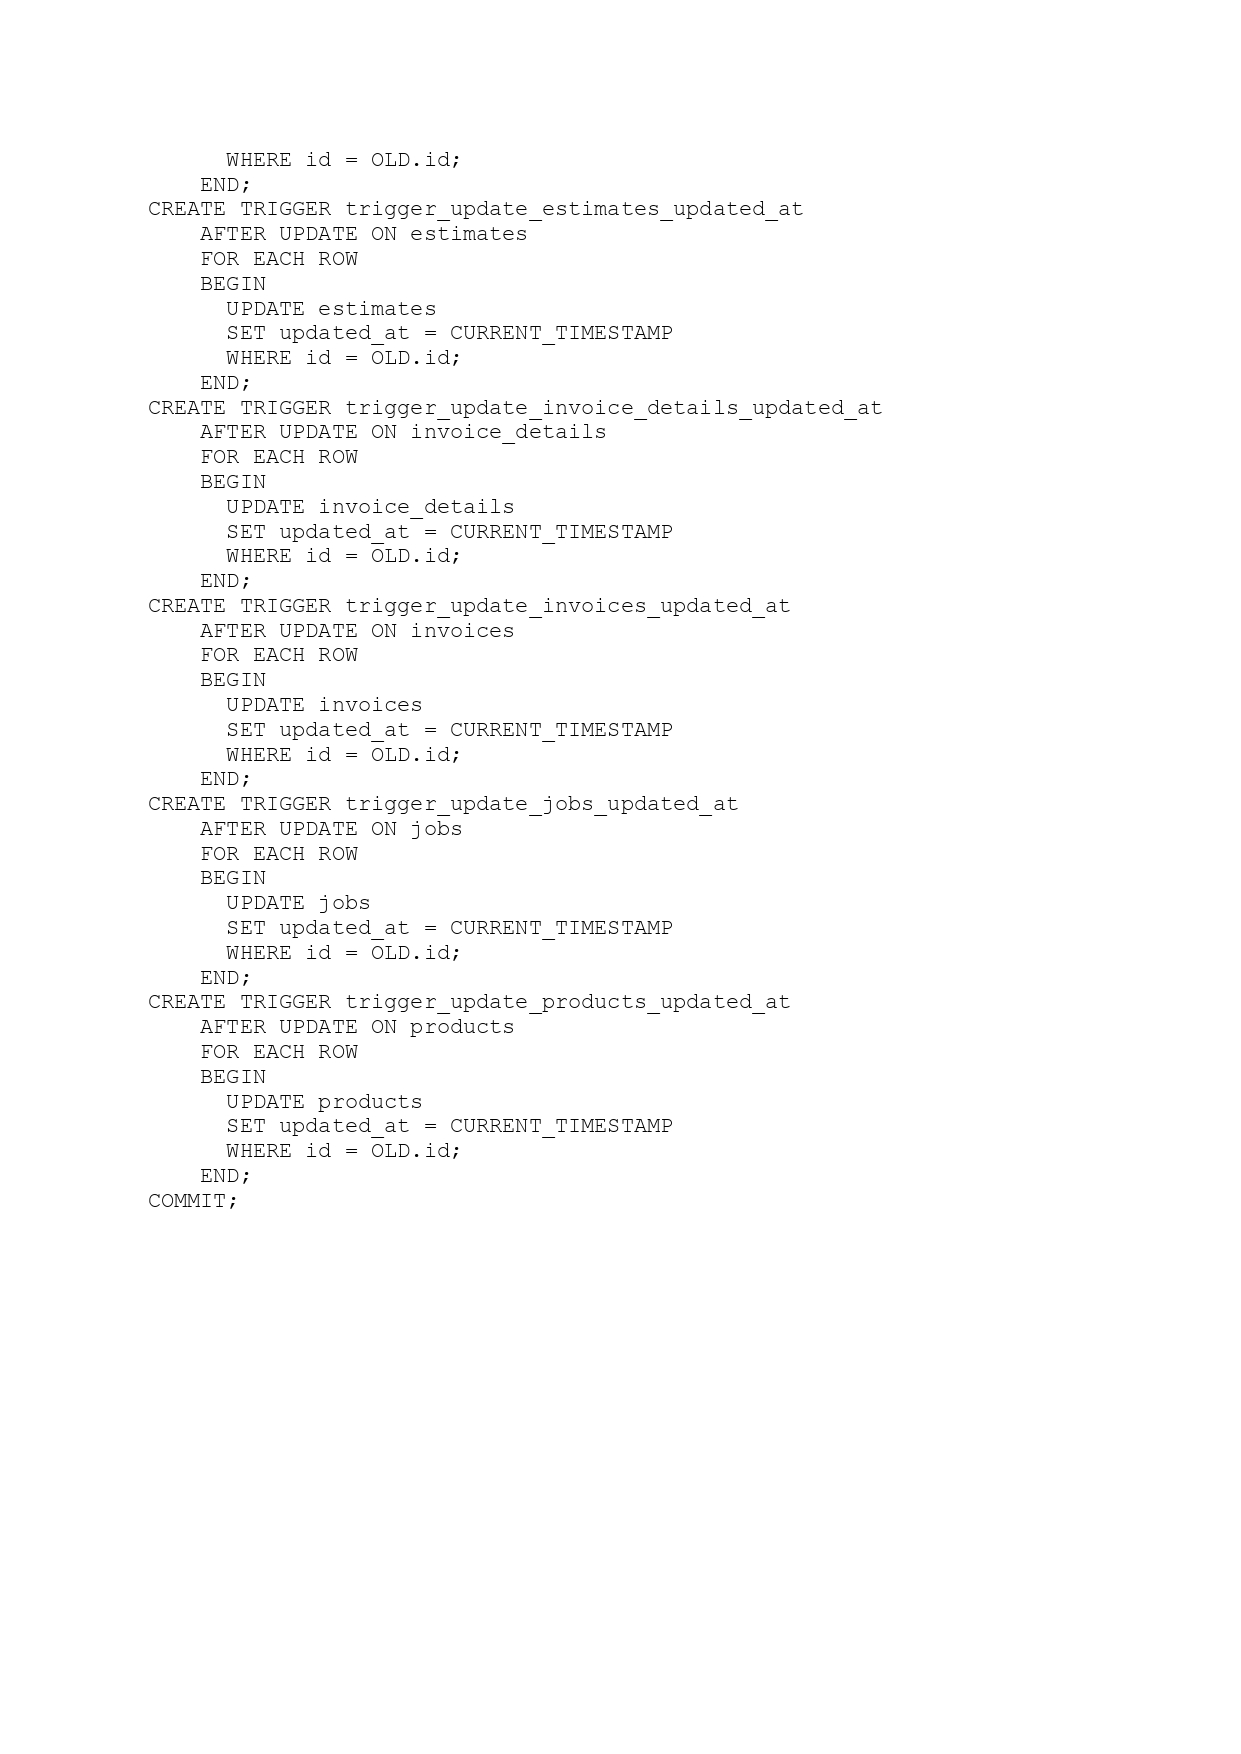 WHERE id = OLD.id;
END;
CREATE TRIGGER trigger_update_estimates_updated_at
AFTER UPDATE ON estimates
FOR EACH ROW
BEGIN
UPDATE estimates
SET updated_at = CURRENT_TIMESTAMP
WHERE id = OLD.id;
END;
CREATE TRIGGER trigger_update_invoice_details_updated_at
AFTER UPDATE ON invoice_details
FOR EACH ROW
BEGIN
UPDATE invoice_details
SET updated_at = CURRENT_TIMESTAMP
WHERE id = OLD.id;
END;
CREATE TRIGGER trigger_update_invoices_updated_at
AFTER UPDATE ON invoices
FOR EACH ROW
BEGIN
UPDATE invoices
SET updated_at = CURRENT_TIMESTAMP
WHERE id = OLD.id;
END;
CREATE TRIGGER trigger_update_jobs_updated_at
AFTER UPDATE ON jobs
FOR EACH ROW
BEGIN
UPDATE jobs
SET updated_at = CURRENT_TIMESTAMP
WHERE id = OLD.id;
END;
CREATE TRIGGER trigger_update_products_updated_at
AFTER UPDATE ON products
FOR EACH ROW
BEGIN
UPDATE products
SET updated_at = CURRENT_TIMESTAMP
WHERE id = OLD.id;
END;
COMMIT;